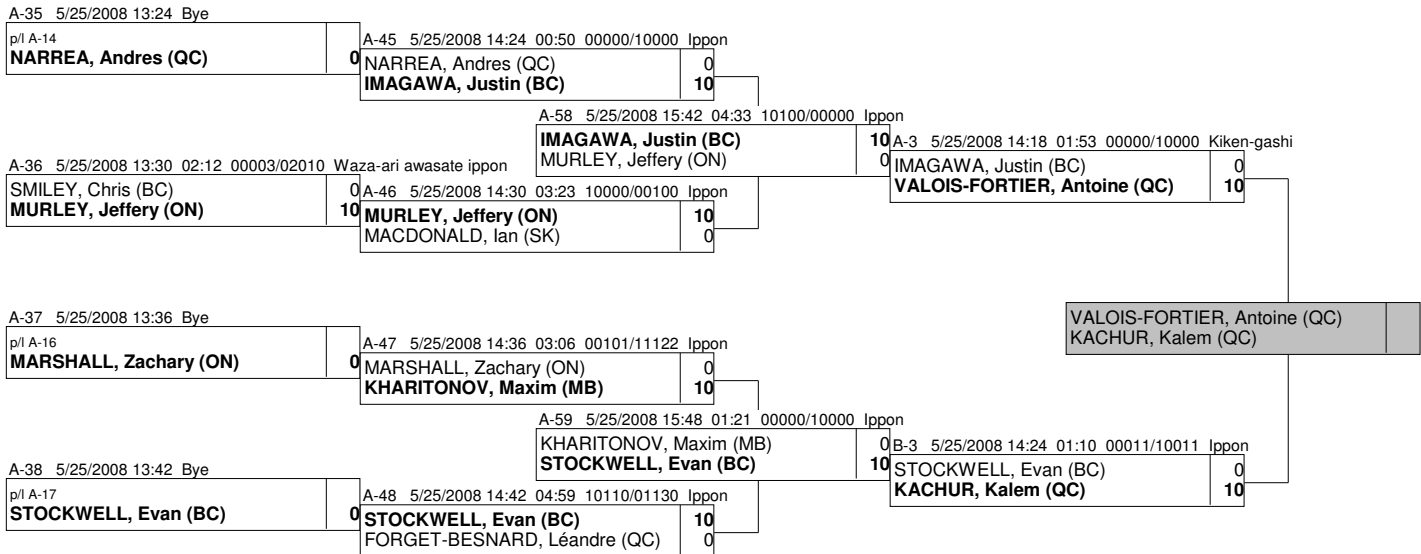 A-35 5/25/2008 13:24 Bye
p/l A-14
NARREA, Andres (QC) 0
A-45 5/25/2008 14:24 00:50 00000/10000 Ippon
NARREA, Andres (QC) 0
IMAGAWA, Justin (BC) 10
A-58 5/25/2008 15:42 04:33 10100/00000 Ippon
IMAGAWA, Justin (BC) 10
MURLEY, Jeffery (ON) 0
A-3 5/25/2008 14:18 01:53 00000/10000 Kiken-gashi
IMAGAWA, Justin (BC) 0
VALOIS-FORTIER, Antoine (QC) 10
A-36 5/25/2008 13:30 02:12 00003/02010 Waza-ari awasate ippon
SMILEY, Chris (BC) 0
MURLEY, Jeffery (ON) 10
A-46 5/25/2008 14:30 03:23 10000/00100 Ippon
MURLEY, Jeffery (ON) 10
MACDONALD, Ian (SK) 0
A-37 5/25/2008 13:36 Bye
p/l A-16
MARSHALL, Zachary (ON) 0
A-47 5/25/2008 14:36 03:06 00101/11122 Ippon
MARSHALL, Zachary (ON) 0
KHARITONOV, Maxim (MB) 10
VALOIS-FORTIER, Antoine (QC)
KACHUR, Kalem (QC)
A-59 5/25/2008 15:48 01:21 00000/10000 Ippon
KHARITONOV, Maxim (MB) 0
STOCKWELL, Evan (BC) 10
B-3 5/25/2008 14:24 01:10 00011/10011 Ippon
STOCKWELL, Evan (BC) 0
KACHUR, Kalem (QC) 10
A-38 5/25/2008 13:42 Bye
p/l A-17
STOCKWELL, Evan (BC) 0
A-48 5/25/2008 14:42 04:59 10110/01130 Ippon
STOCKWELL, Evan (BC) 10
FORGET-BESNARD, Léandre (QC) 0